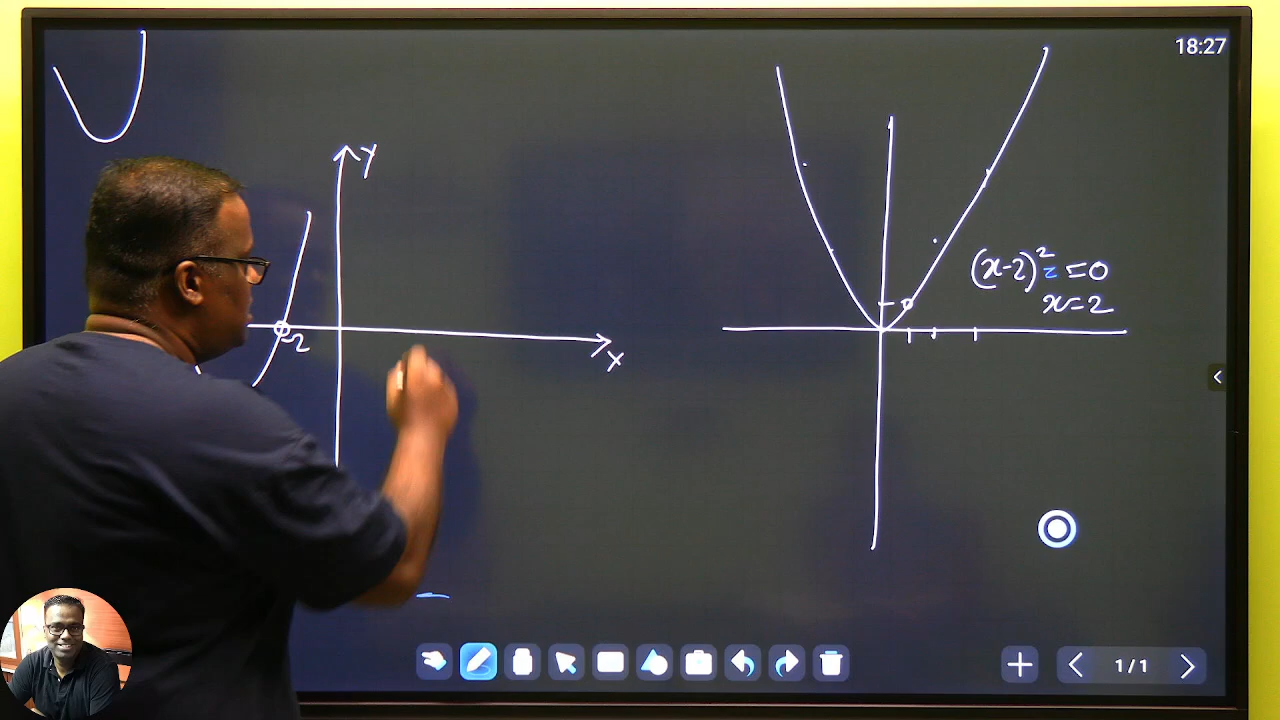 18:27
Y
(x-2)² = 0
x=2
-2
X
1/1